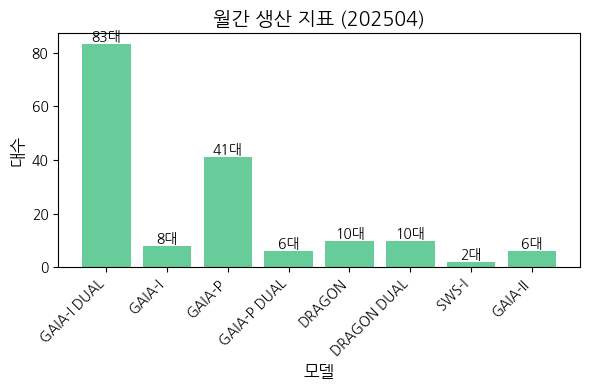 월간 생산 지표 (202504)
대수
80
60
40
20
0
83대
8대
41대
6대
10대
10대
2대
6대
GAIA-I DUAL
GAIA-I
GAIA-P
GAIA-P DUAL
DRAGON
DRAGON DUAL
SWS-I
GAIA-II
모델